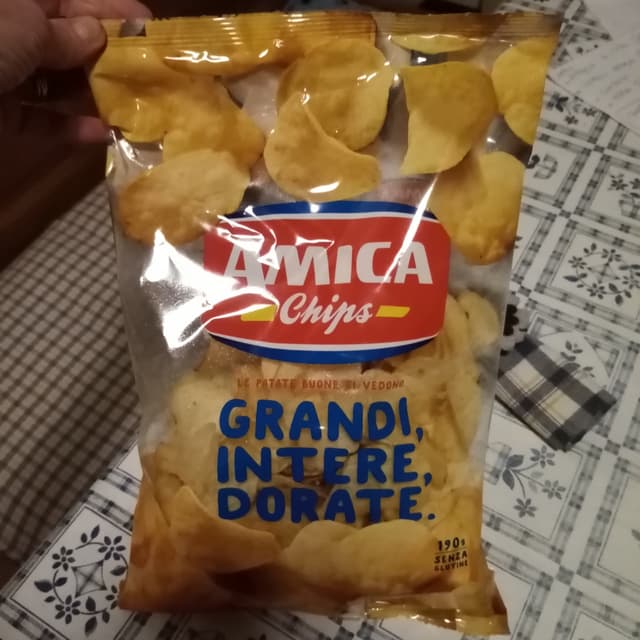 AMICA
Chips
LE PATATE BUONE SI VEDONO
GRANDI,
INTERE,
DORATE.
190g
SENZA
GLUTINE